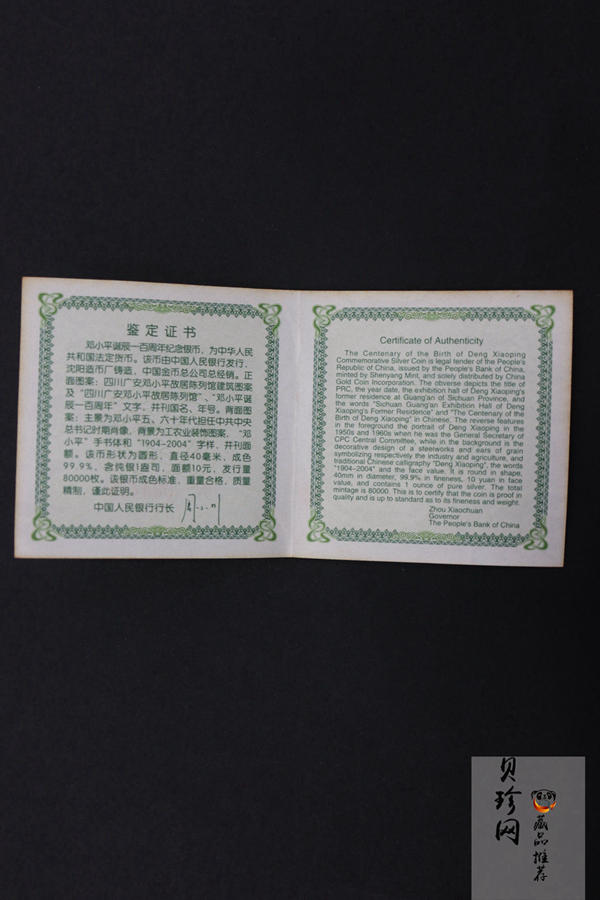 鉴定证书
邓小平诞辰一百周年纪念银币，为中华人民
共和国法定货币。该币由中国人民银行发行，
沈阳造币厂铸造，中国金币总公司总经销。正
面图案：四川广安邓小平故居陈列馆建筑图案
及“四川广安邓小平故居陈列馆”、“邓小平诞
辰一百周年”文字，并刊国名、年号。背面图
案：主景为邓小平五、六十年代担任中共中央
总书记时期肖像，背景为工农业装饰图案，“邓
小平”手书体和“1904-2004”字样，并刊面
额。该币形状为圆形，直径40毫米，成色
99.9%，含纯银1盎司，面额10元，发行量
80000枚。该银币成色标准，重量合格，质量
精制，谨此证明。
中国人民银行行长
Certificate of Authenticity
The Centenary of the Birth of Deng Xiaoping
Commemorative Silver Coin is legal tender of the People's
Republic of China, issued by the People's Bank of China,
minted by Shenyang Mint, and solely distributed by China
Gold Coin Incorporation. The obverse depicts the title of
PRC, the year date, the exhibition hall of Deng Xiaoping's
former residence at Guang'an of Sichuan Province, and
the words "Sichuan Guang'an Exhibition Hall of Deng
Xiaoping's Former Residence" and "The Centenary of the
Birth of Deng Xiaoping" in Chinese. The reverse features
in the foreground the portrait of Deng Xiaoping in the
1950s and 1960s when he was the General Secretary of
CPC Central Committee, while in the background is the
decorative design of a steelworks and ears of grain
symbolizing respectively the industry and agriculture, and
traditional Chinese calligraphy "Deng Xiaoping", the words
"1904-2004" and the face value. It is round in shape,
40mm in diameter, 99.9% in fineness, 10 yuan in face
value, and contains 1 ounce of pure silver. The total
mintage is 80000. This is to certify that the coin is proof in
quality and is up to standard as to its fineness and weight.
Zhou Xiaochuan
Governor
The People's Bank of China
贝珍网
藏品推荐